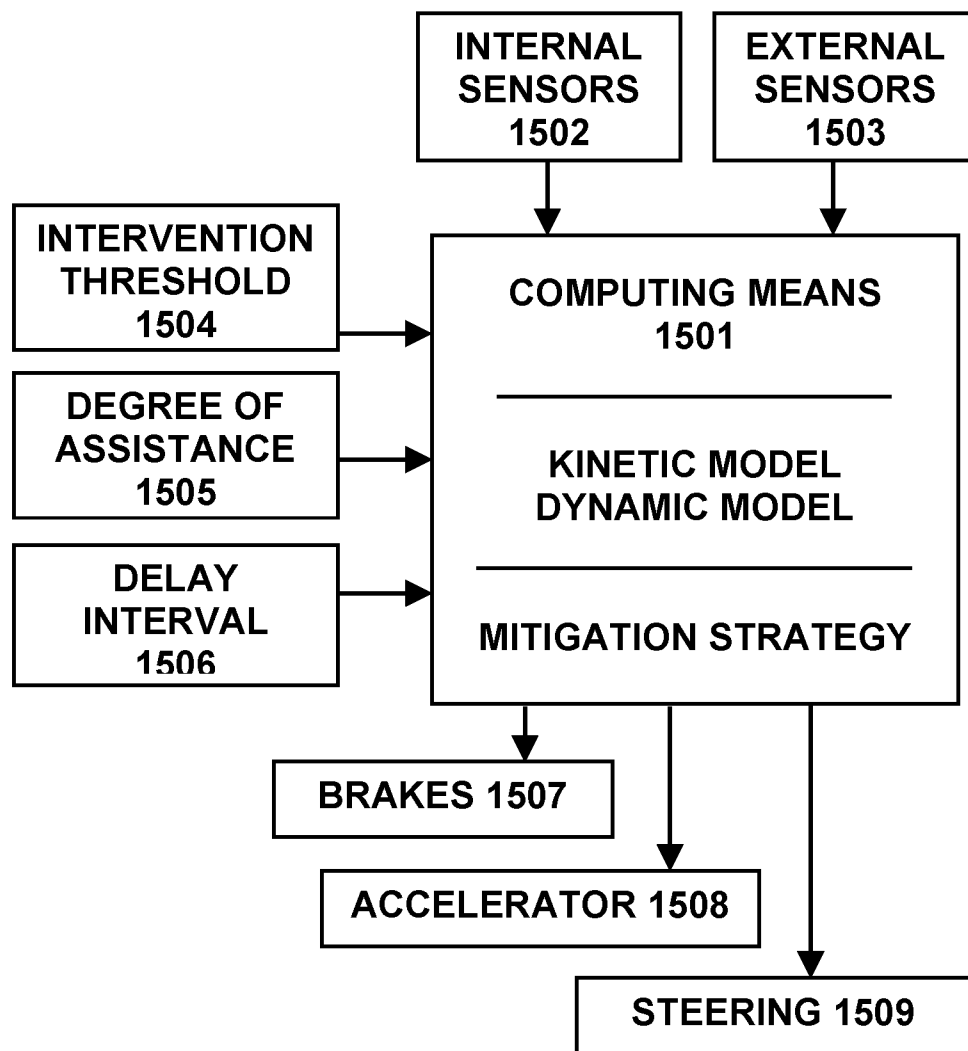 INTERNAL
SENSORS
1502
EXTERNAL
SENSORS
1503
INTERVENTION
THRESHOLD
1504
DEGREE OF
ASSISTANCE
1505
DELAY
INTERVAL
1506
COMPUTING MEANS
1501
KINETIC MODEL
DYNAMIC MODEL
MITIGATION STRATEGY
BRAKES 1507
ACCELERATOR 1508
STEERING 1509